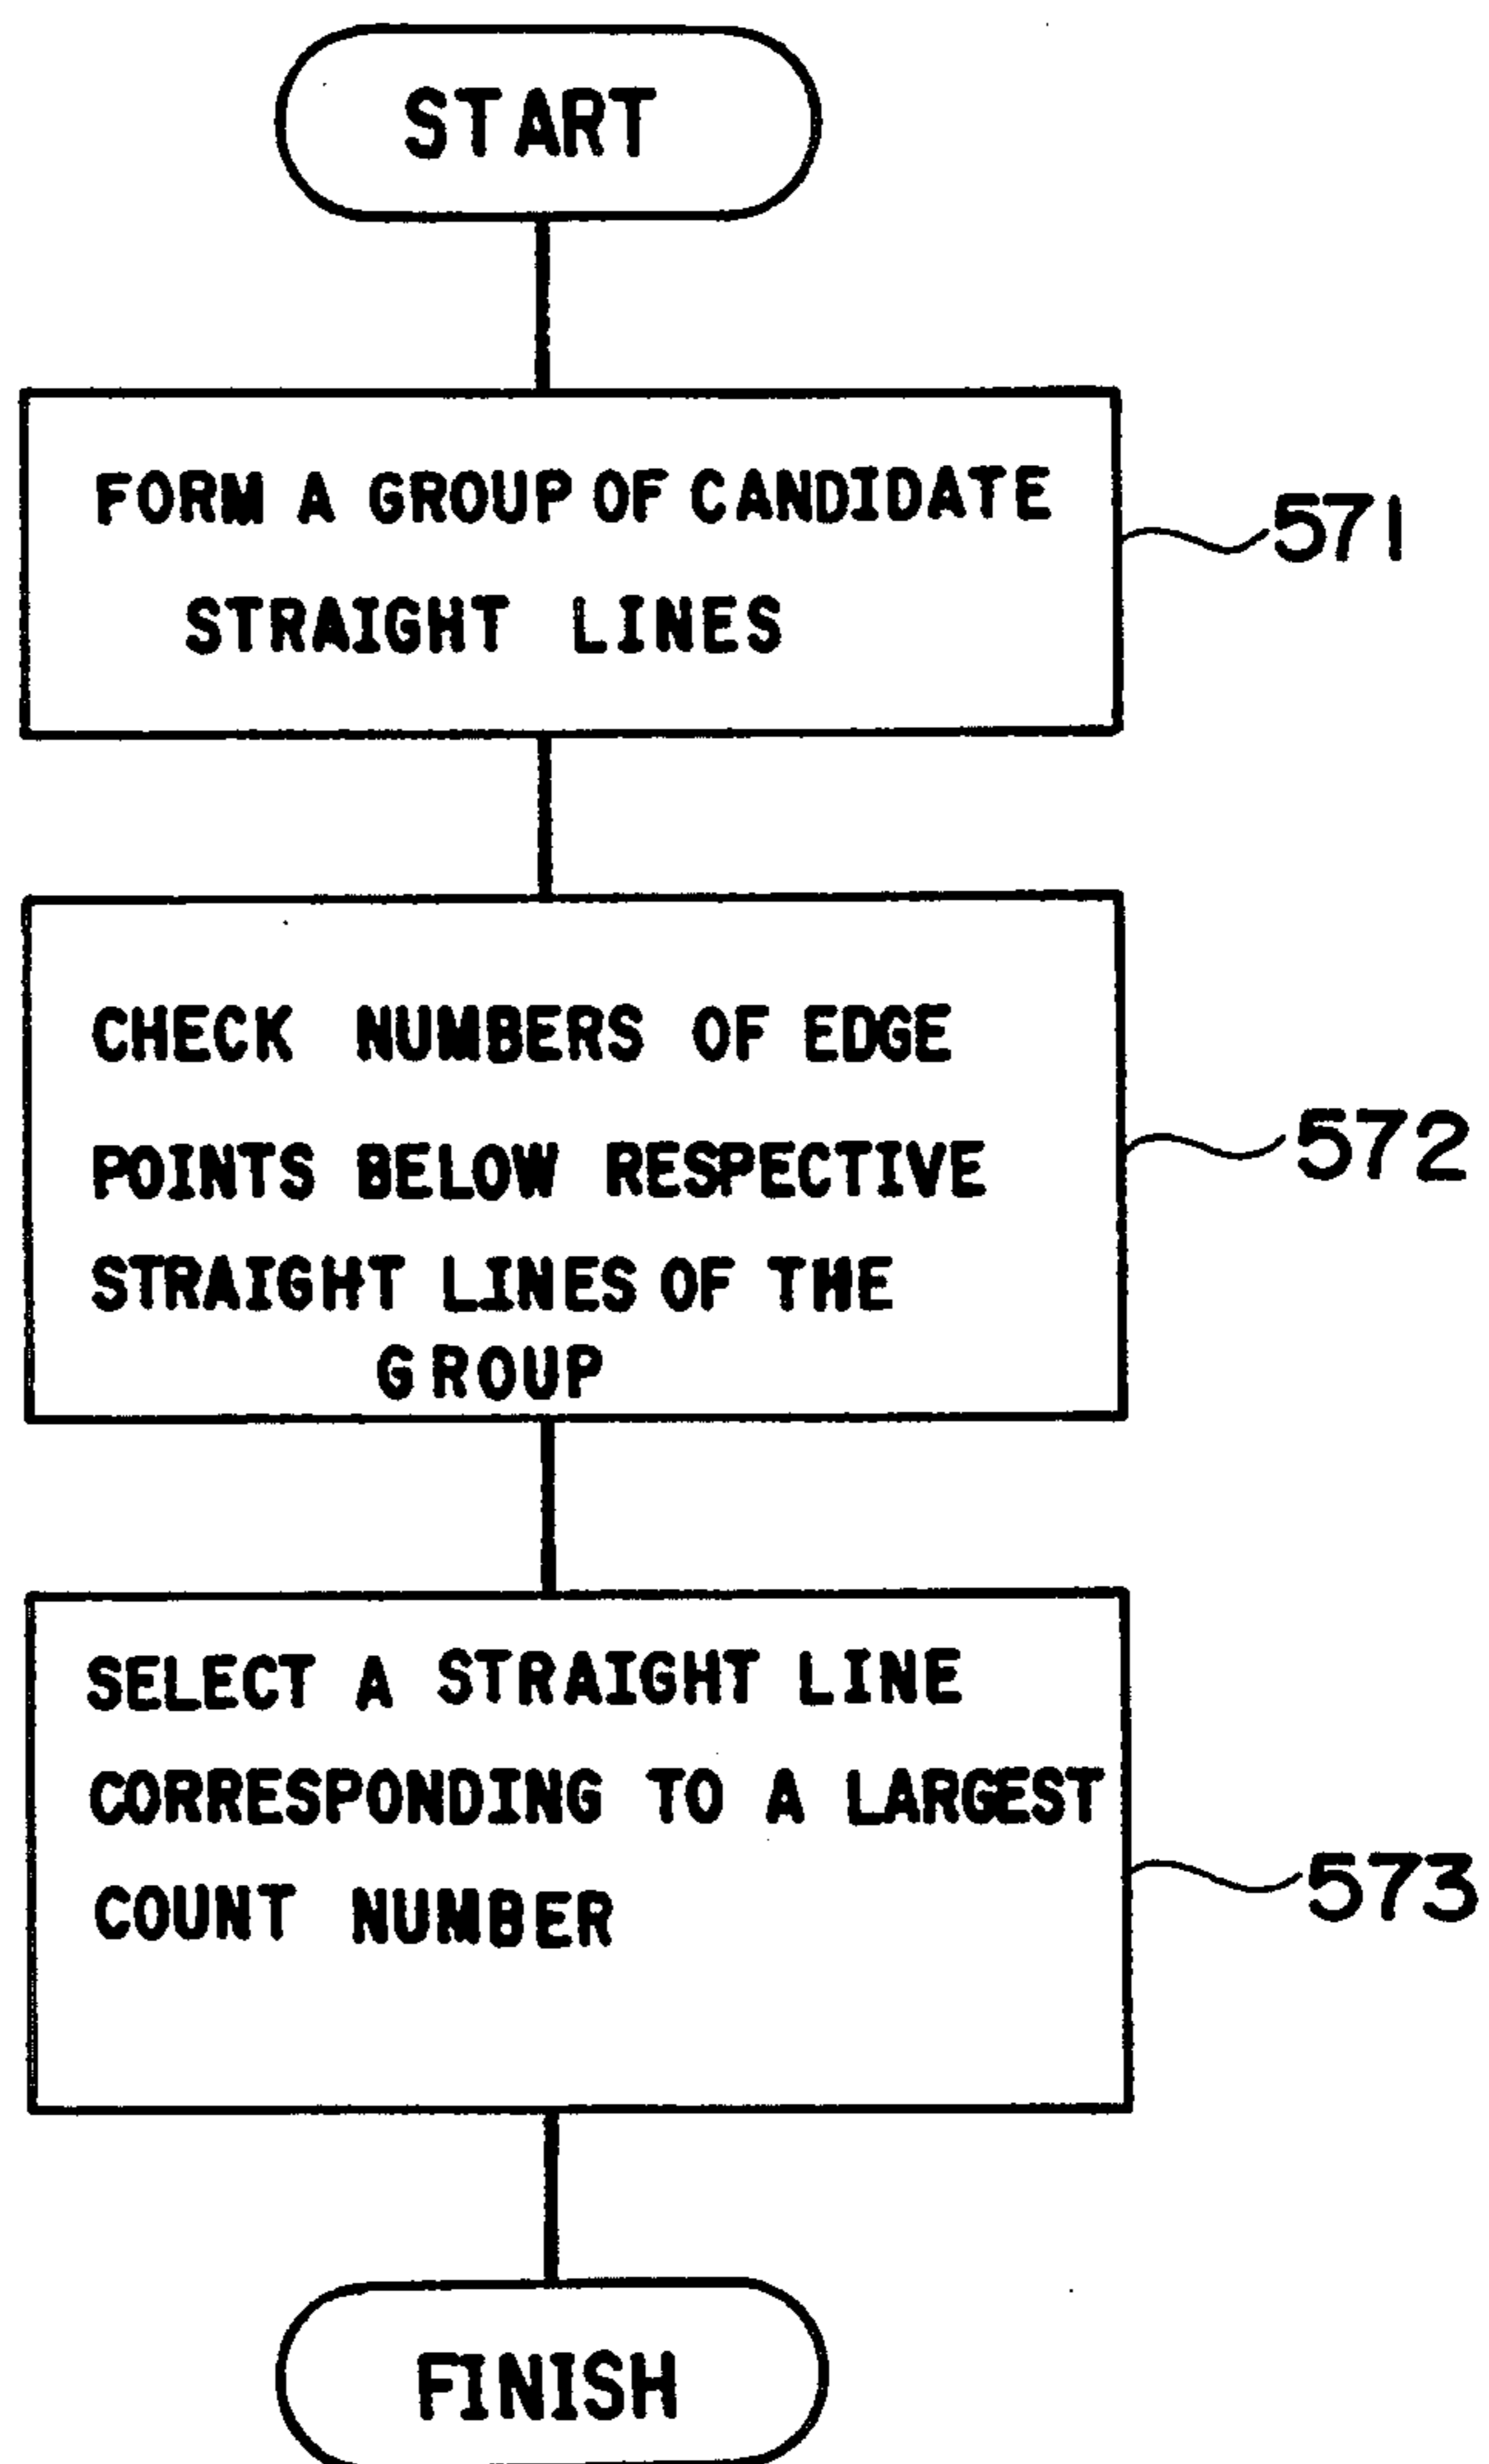 START
FORM A GROUP OF CANDIDATE
STRAIGHT LINES
571
CHECK NUMBERS OF EDGE
POINTS BELOW RESPECTIVE
STRAIGHT LINES OF THE
GROUP
572
SELECT A STRAIGHT LINE
CORRESPONDING TO A LARGEST
COUNT NUMBER
573
FINISH